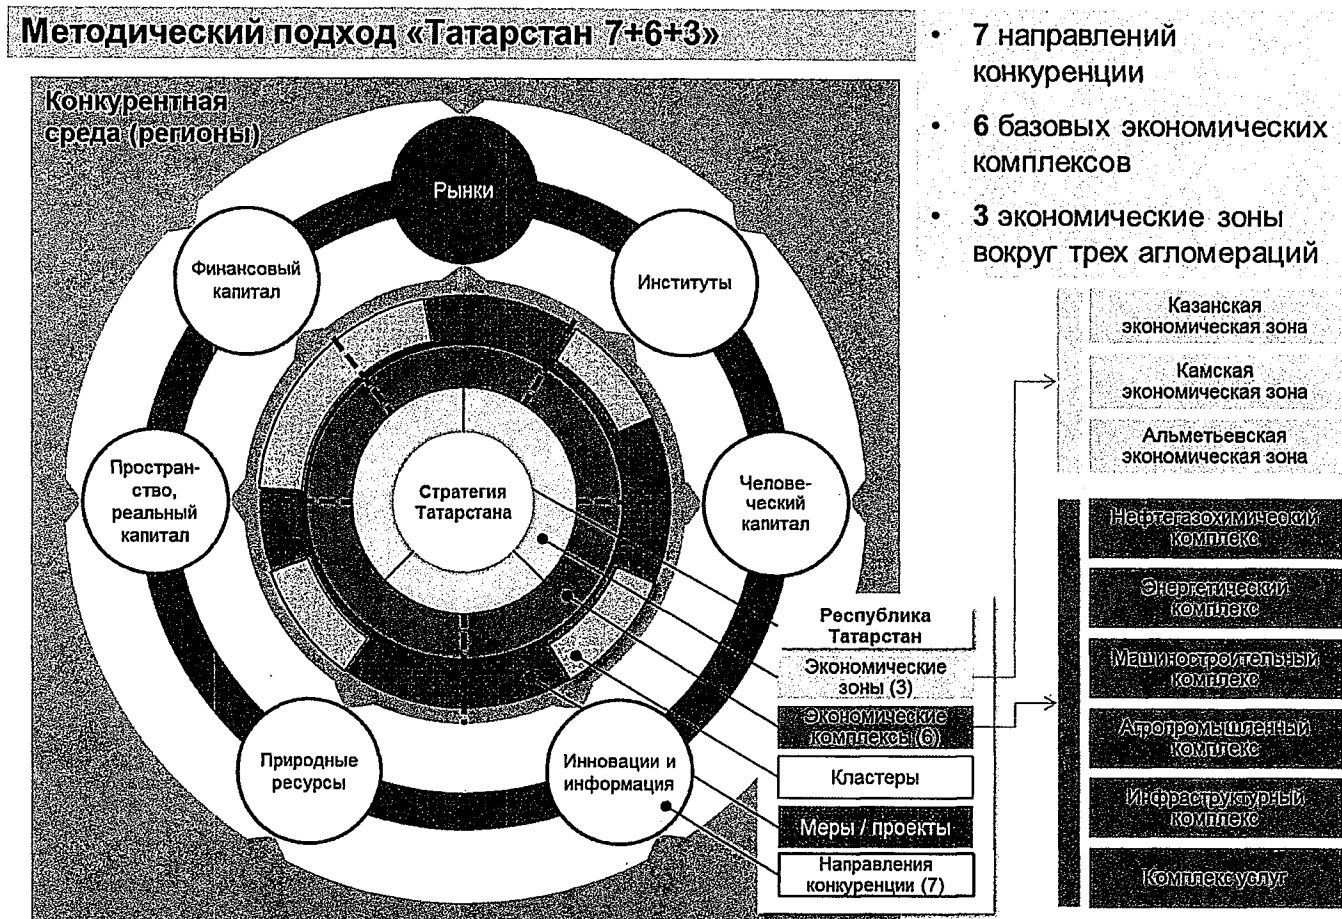 Методический подход «Татарстан 7+6+3»
• 7 направлений
конкуренции
• 6 базовых экономических
комплексов
• 3 экономические зоны
вокруг трех агломераций
Конкурентная
среда (регионы)
Рынки
Финансовый
капитал
Институты
Простран-
ство,
реальный
капитал
Стратегия
Татарстана
Челове-
ческий
капитал
Природные
ресурсы
Инновации и
информация
Республика
Татарстан
Экономические
зоны (3)
Экономические
комплексы (6)
Кластеры
Меры / проекты
Направления
конкуренции (7)
Казанская
экономическая зона
Камская
экономическая зона
Альметьевская
экономическая зона
Нефтегазохимический
комплекс
Энергетический
комплекс
Машиностроительный
комплекс
Агропромышленный
комплекс
Инфраструктурный
комплекс
Комплекс услуг